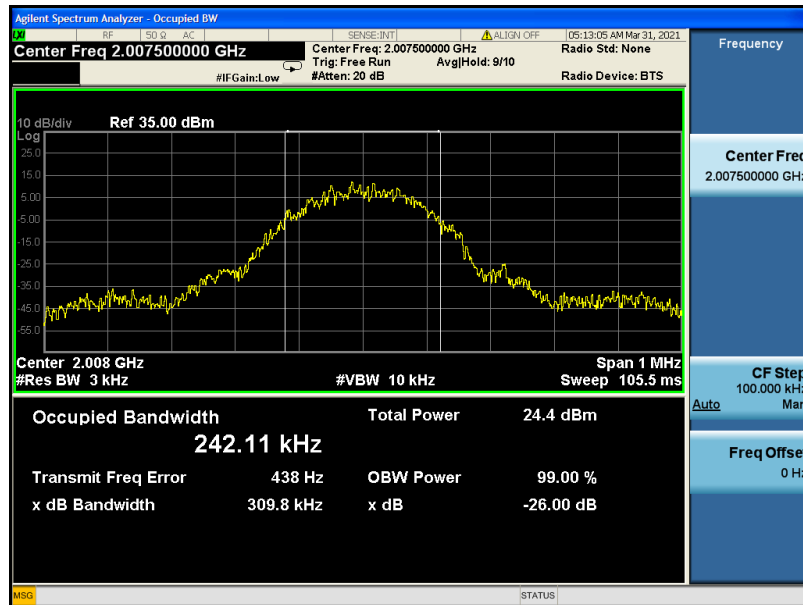 Agilent Spectrum Analyzer - Occupied BW
LXI RF 50 Ω AC SENSE:INT ALIGN OFF 05:13:05 AM Mar 31, 2021
Center Freq 2.007500000 GHz
Center Freq: 2.007500000 GHz Radio Std: None
Trig: Free Run Avg|Hold: 9/10
#IFGain:Low #Atten: 20 dB Radio Device: BTS
10 dB/div Ref 35.00 dBm
Log
25.0
15.0
5.00
-5.00
-15.0
-25.0
-35.0
-45.0
-55.0
Center 2.008 GHz Span 1 MHz
#Res BW 3 kHz #VBW 10 kHz Sweep 105.5 ms
Occupied Bandwidth Total Power 24.4 dBm
242.11 kHz
Transmit Freq Error 438 Hz OBW Power 99.00 %
x dB Bandwidth 309.8 kHz x dB -26.00 dB
MSG STATUS
Frequency
Center Freq
2.007500000 GHz
CF Step
100.000 kHz
Auto Man
Freq Offset
0 Hz